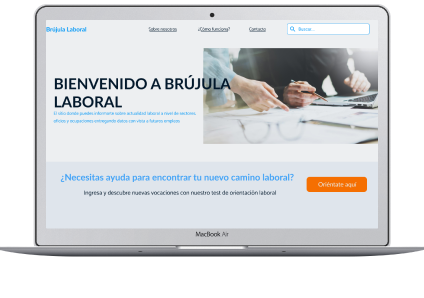 Brújula Laboral
Sobre nosotros
¿Cómo funciona?
Contacto
Buscar...
BIENVENIDO A BRÚJULA
LABORAL
El sitio donde puedes informarte sobre actualidad laboral a nivel de sectores
oficios y ocupaciones entregando datos con vista a futuros empleos
¿Necesitas ayuda para encontrar tu nuevo camino laboral?
Ingresa y descubre nuevas vocaciones con nuestro test de orientación laboral
Oriéntate aquí
MacBook Air